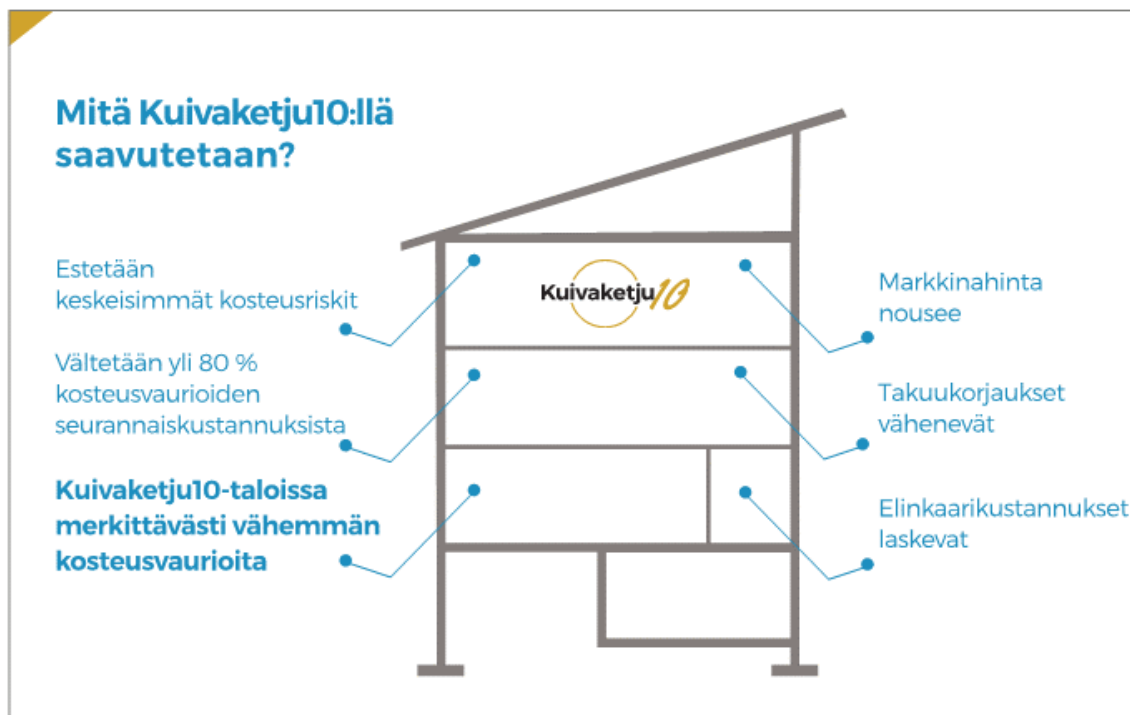 Mitä Kuivaketju10:llä
saavutetaan?
Estetään
keskeisimmät kosteusriskit
Vältetään yli 80 %
kosteusvaurioiden
seurannaiskustannuksista
Kuivaketju10-taloissa
merkittävästi vähemmän
kosteusvaurioita
Kuivaketju10
Markkinahinta
nousee
Takuukorjaukset
vähenevät
Elinkaarikustannukset
laskevat